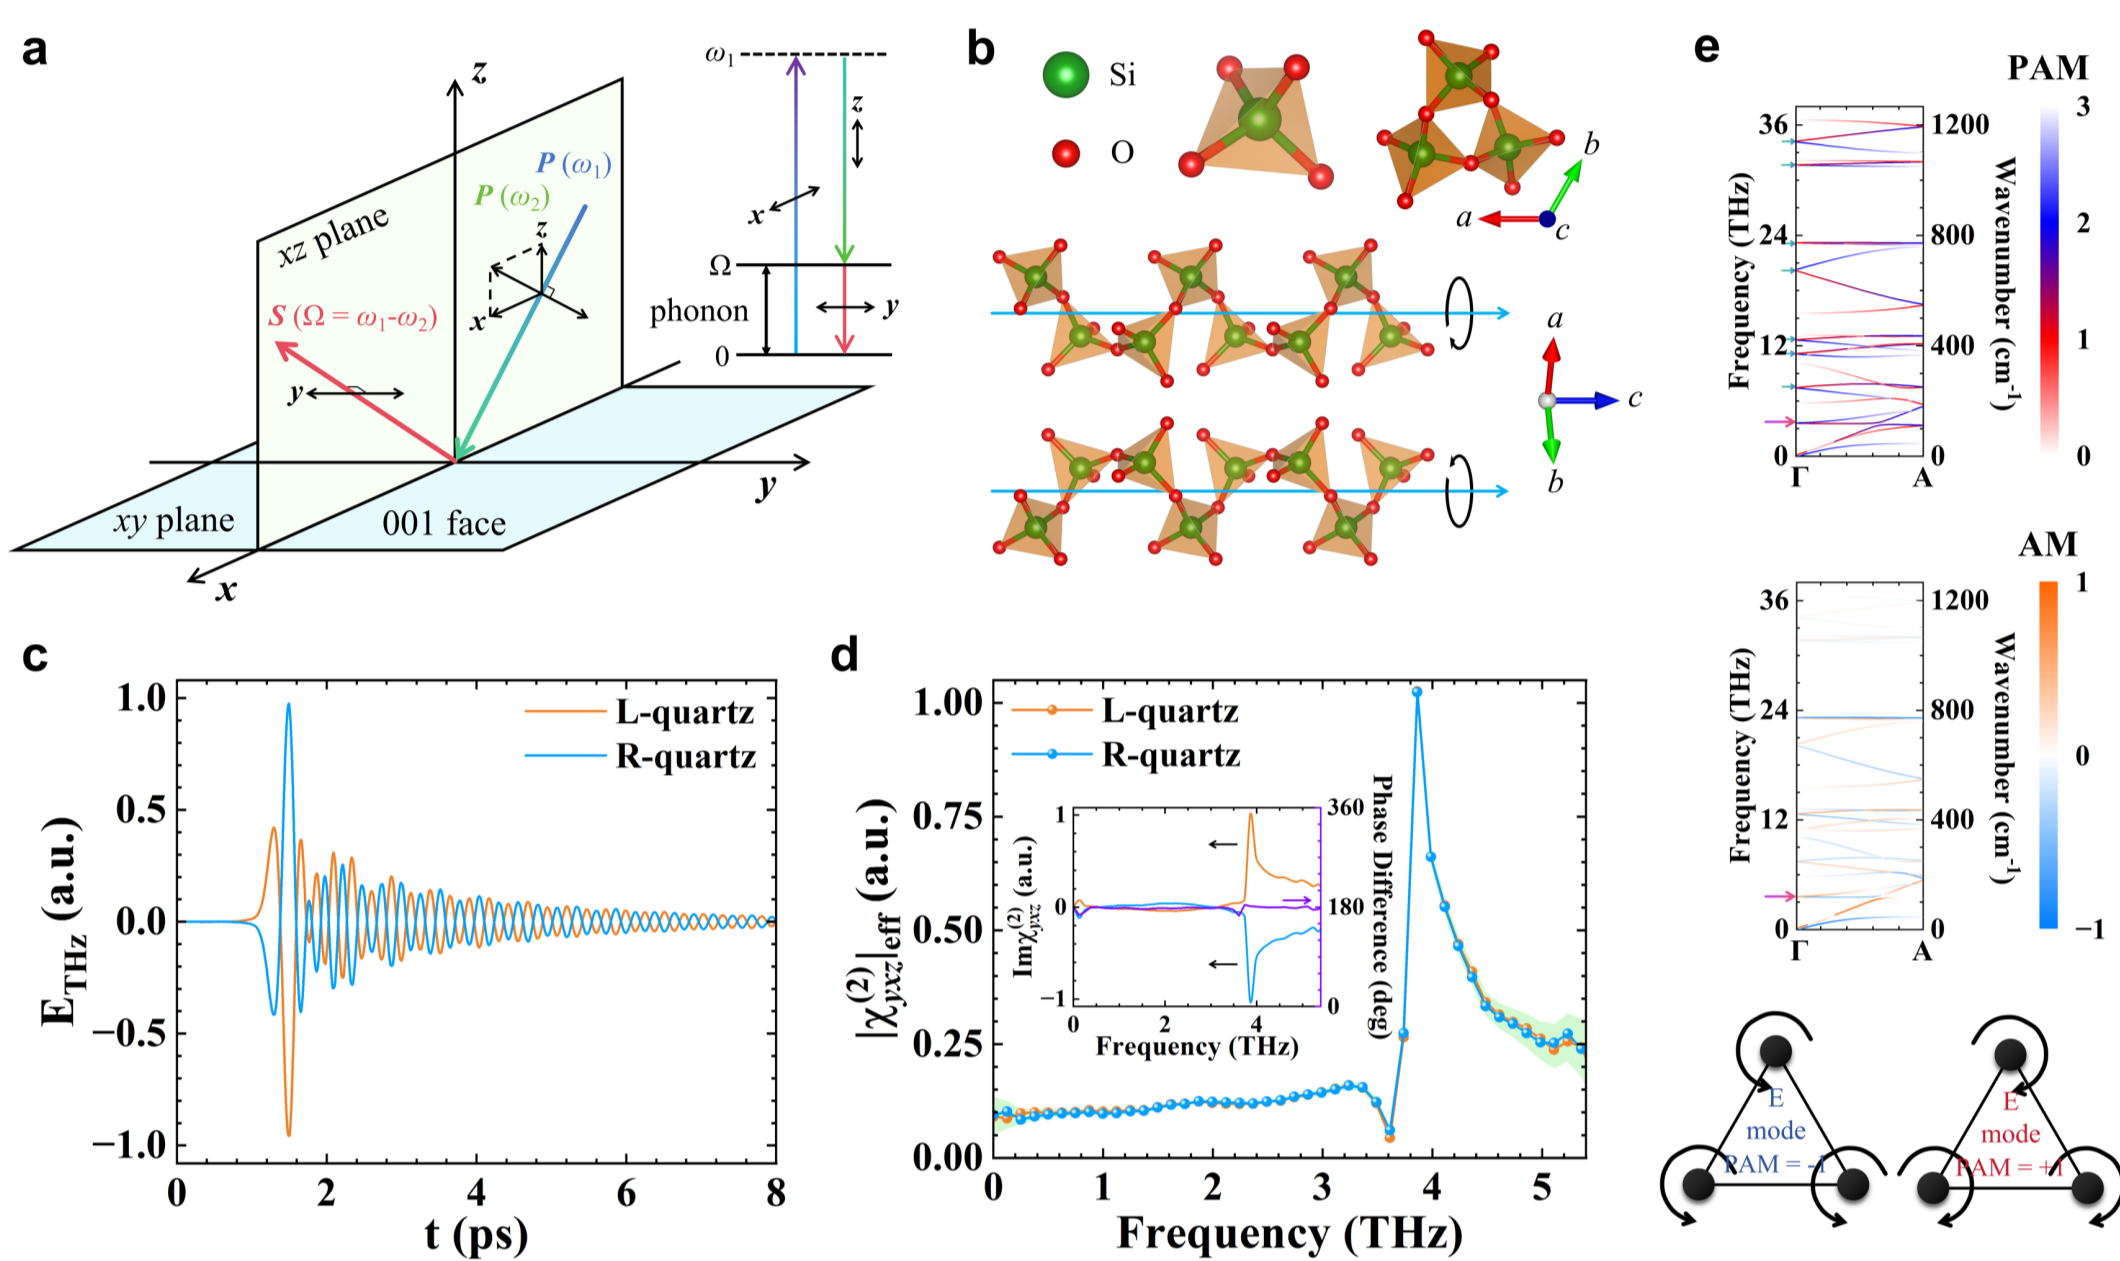 a
z
xz plane
P (ω₂)
P (ω₁)
z
x
S (Ω = ω₁-ω₂)
y
y
xy plane
001 face
x
ω₁
z
x
Ω
phonon
y
0
b
Si
O
b
a
c
a
c
b
c
1.0
0.5
0.0
−0.5
−1.0
E_THz (a.u.)
L-quartz
R-quartz
0 2 4 6 8
t (ps)
d
1.00
0.75
0.50
0.25
0.00
|χ^(2)_yxz|_eff (a.u.)
L-quartz
R-quartz
1
0
−1
Imχ^(2)_yxz (a.u.)
360
180
0
Phase Difference (deg)
0 2 4
Frequency (THz)
0 1 2 3 4 5
Frequency (THz)
e
PAM
36
24
12
0
Frequency (THz)
1200
800
400
0
Wavenumber (cm⁻¹)
Γ A
3
2
1
0
AM
36
24
12
0
Frequency (THz)
1200
800
400
0
Wavenumber (cm⁻¹)
Γ A
1
0
−1
E
mode
PAM = -1
E
mode
PAM = +1